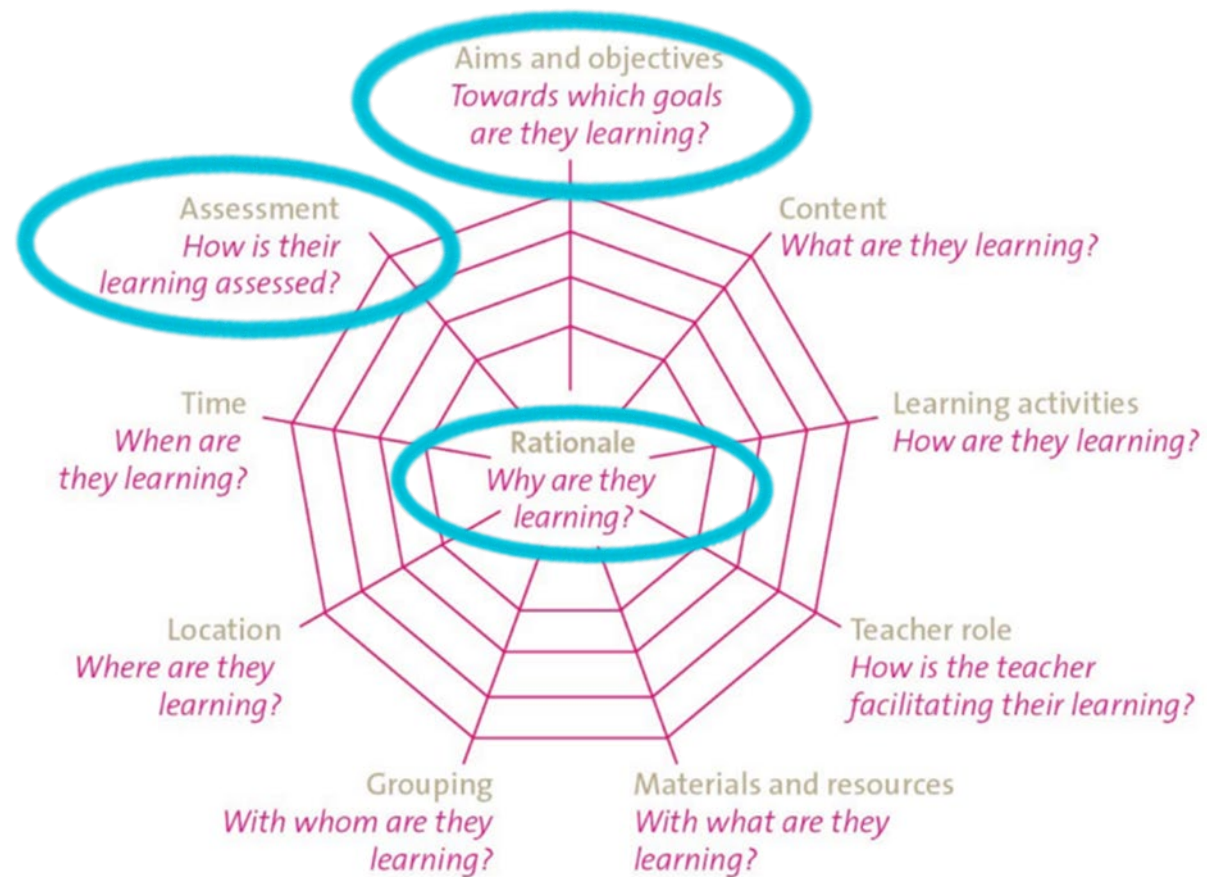 Aims and objectives
Towards which goals
are they learning?
Assessment
How is their
learning assessed?
Content
What are they learning?
Time
When are
they learning?
Learning activities
How are they learning?
Rationale
Why are they
learning?
Location
Where are they
learning?
Teacher role
How is the teacher
facilitating their learning?
Grouping
With whom are they
learning?
Materials and resources
With what are they
learning?